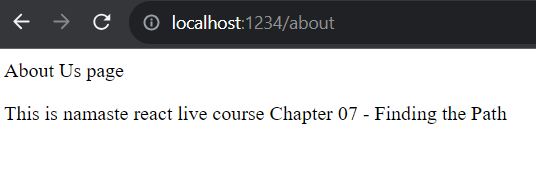 localhost:1234/about
About Us page
This is namaste react live course Chapter 07 - Finding the Path